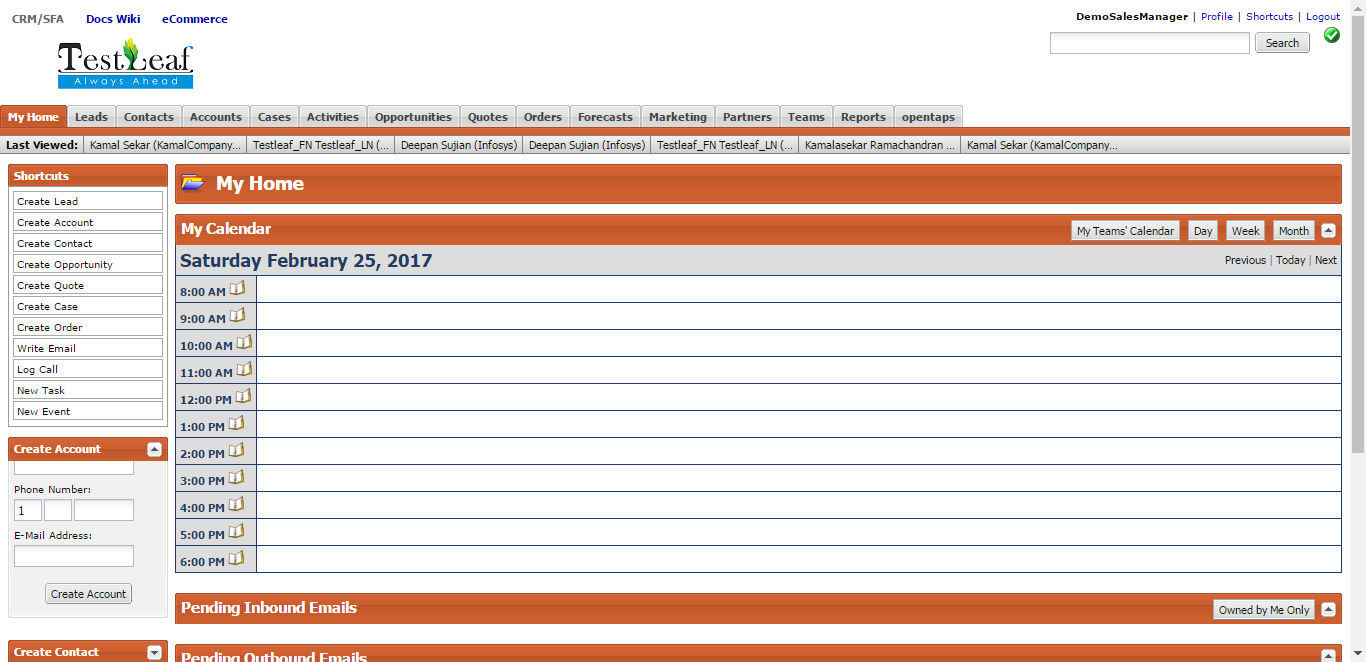 CRM/SFA Docs Wiki eCommerce
DemoSalesManager | Profile | Shortcuts | Logout
Search
TestLeaf
Always Ahead
My Home Leads Contacts Accounts Cases Activities Opportunities Quotes Orders Forecasts Marketing Partners Teams Reports opentaps
Last Viewed: Kamal Sekar (KamalCompany... Testleaf_FN Testleaf_LN (... Deepan Sujian (Infosys) Deepan Sujian (Infosys) Testleaf_FN Testleaf_LN (... Kamalasekar Ramachandran ... Kamal Sekar (KamalCompany...
Shortcuts
Create Lead
Create Account
Create Contact
Create Opportunity
Create Quote
Create Case
Create Order
Write Email
Log Call
New Task
New Event
Create Account
Phone Number:
1
E-Mail Address:
Create Account
Create Contact
My Home
My Calendar My Teams' Calendar Day Week Month
Saturday February 25, 2017 Previous | Today | Next
8:00 AM
9:00 AM
10:00 AM
11:00 AM
12:00 PM
1:00 PM
2:00 PM
3:00 PM
4:00 PM
5:00 PM
6:00 PM
Pending Inbound Emails Owned by Me Only
Pending Outbound Emails